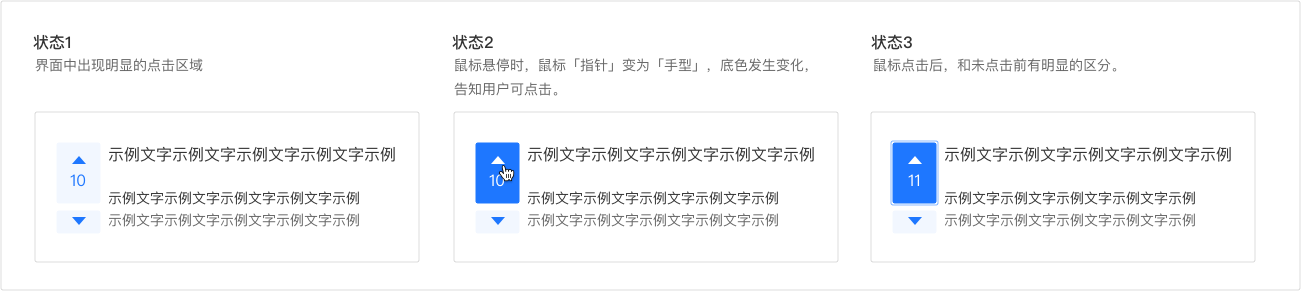 状态1
界面中出现明显的点击区域
示例文字示例文字示例文字示例文字示例
10
示例文字示例文字示例文字示例文字示例
示例文字示例文字示例文字示例文字示例
状态2
鼠标悬停时，鼠标「指针」变为「手型」，底色发生变化，
告知用户可点击。
示例文字示例文字示例文字示例文字示例
10
示例文字示例文字示例文字示例文字示例
示例文字示例文字示例文字示例文字示例
状态3
鼠标点击后，和未点击前有明显的区分。
示例文字示例文字示例文字示例文字示例
11
示例文字示例文字示例文字示例文字示例
示例文字示例文字示例文字示例文字示例